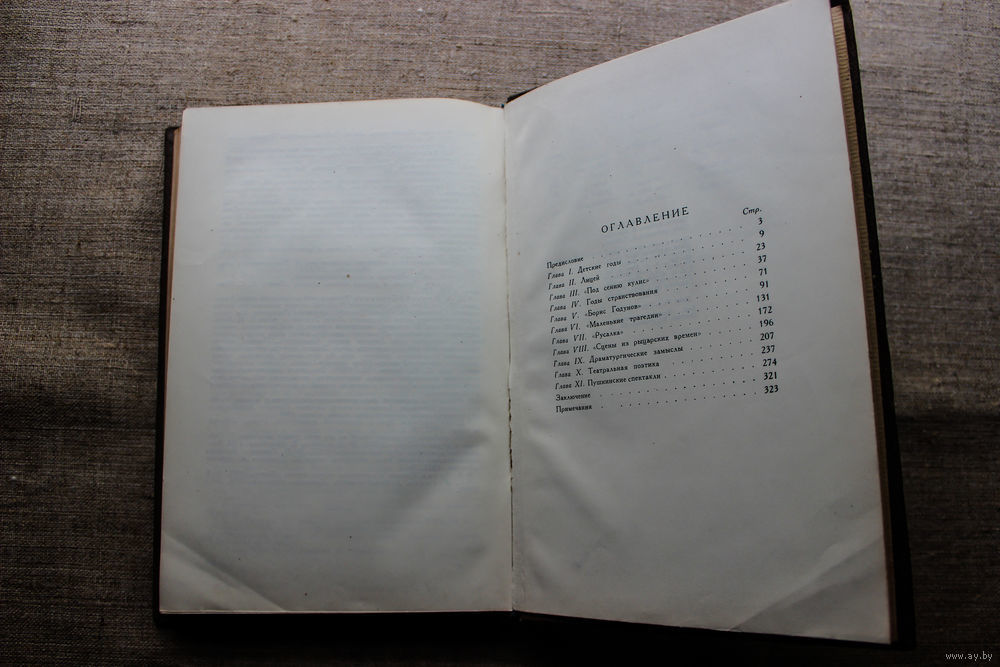 ОГЛАВЛЕНИЕ
Стр.
Предисловие . . . . . . . . . . 3
Глава I. Детские годы . . . . . . . . . . 9
Глава II. Лицей . . . . . . . . . . 23
Глава III. «Под сению кулис» . . . . . . . . . . 37
Глава IV. Годы странствования . . . . . . . . . . 71
Глава V. «Борис Годунов» . . . . . . . . . . 91
Глава VI. «Маленькие трагедии» . . . . . . . . . . 131
Глава VII. «Русалка» . . . . . . . . . . 172
Глава VIII. «Сцены из рыцарских времен» . . . . . . . . . . 196
Глава IX. Драматургические замыслы . . . . . . . . . . 207
Глава X. Театральная поэтика . . . . . . . . . . 237
Глава XI. Пушкинские спектакли . . . . . . . . . . 274
Заключение . . . . . . . . . . 321
Примечания . . . . . . . . . . 323
www.ay.by